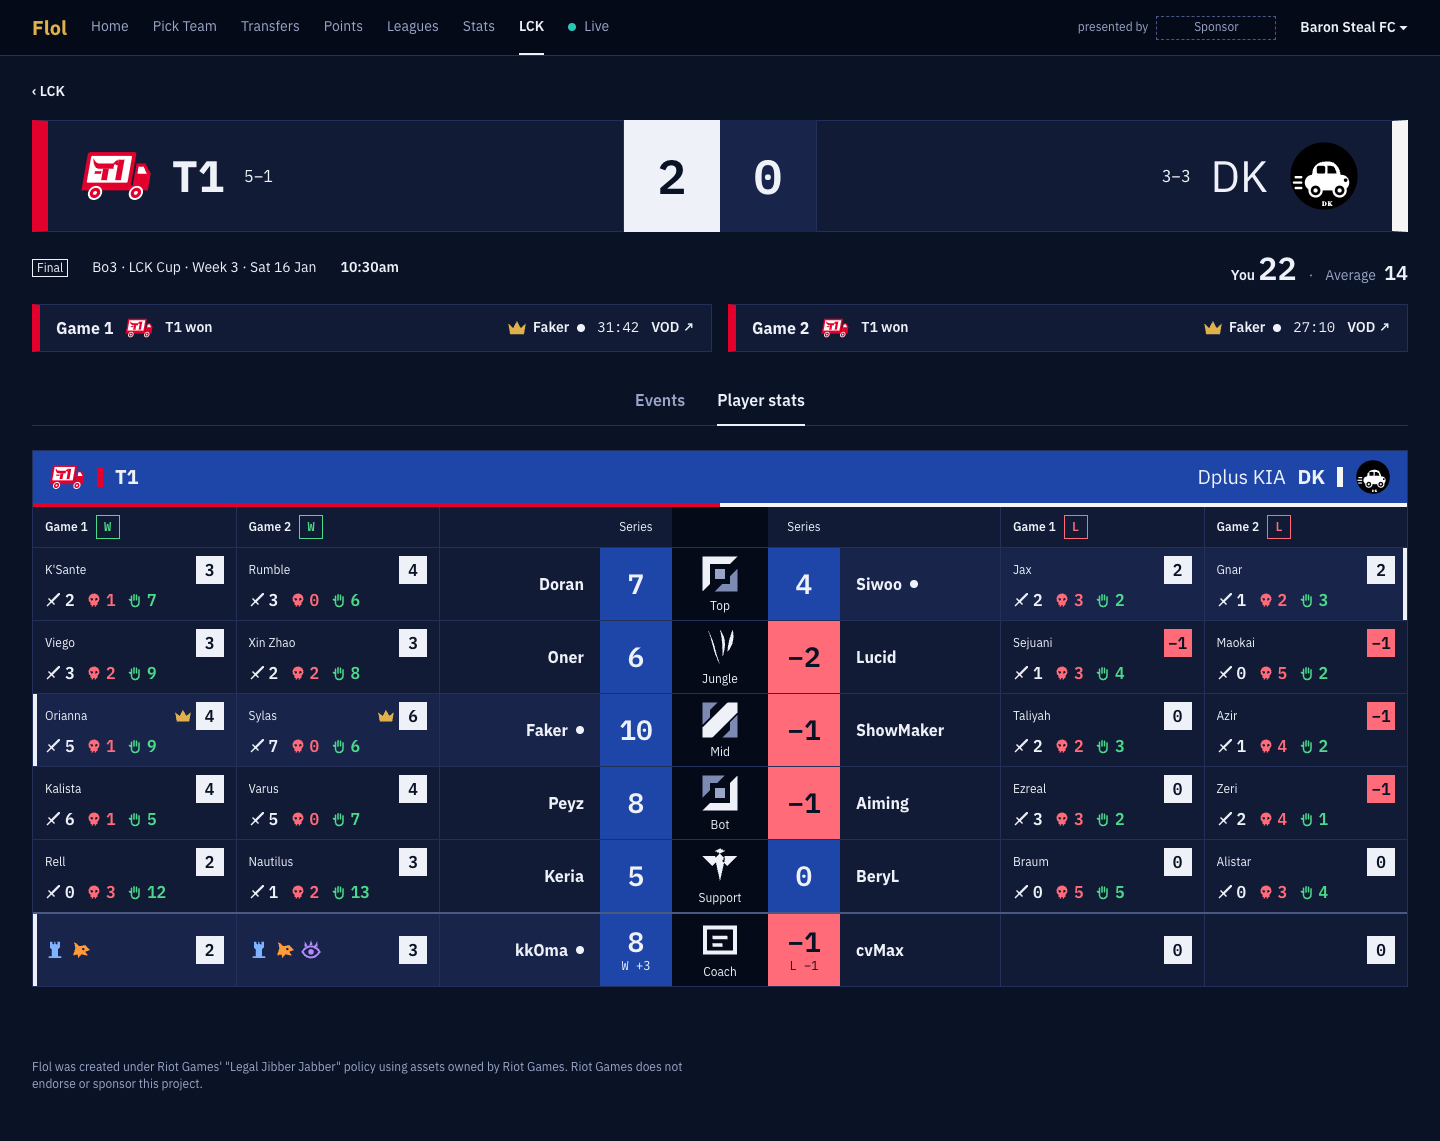 Flol Home Pick Team Transfers Points Leagues Stats LCK Live presented by Sponsor Baron Steal FC
‹ LCK
T1 T1 5–1 2 0 3–3 DK DK
Final Bo3 · LCK Cup · Week 3 · Sat 16 Jan 10:30am You 22 · Average 14
Game 1 T1 T1 won Faker 31:42 VOD ↗ Game 2 T1 T1 won Faker 27:10 VOD ↗
Events Player stats
T1 T1 Dplus KIA DK DK
Game 1 W Game 2 W Series Series Game 1 L Game 2 L
K'Sante 3 Rumble 4 Doran 7 Top 4 Siwoo Jax 2 Gnar 2
2 1 7 3 0 6 2 3 2 1 2 3
Viego 3 Xin Zhao 3 Oner 6 Jungle −2 Lucid Sejuani −1 Maokai −1
3 2 9 2 2 8 1 3 4 0 5 2
Orianna 4 Sylas 6 Faker 10 Mid −1 ShowMaker Taliyah 0 Azir −1
5 1 9 7 0 6 2 2 3 1 4 2
Kalista 4 Varus 4 Peyz 8 Bot −1 Aiming Ezreal 0 Zeri −1
6 1 5 5 0 7 3 3 2 2 4 1
Rell 2 Nautilus 3 Keria 5 Support 0 BeryL Braum 0 Alistar 0
0 3 12 1 2 13 0 5 5 0 3 4
2 3 kkOma 8 W +3 Coach −1 L −1 cvMax 0 0
Flol was created under Riot Games' "Legal Jibber Jabber" policy using assets owned by Riot Games. Riot Games does not
endorse or sponsor this project.